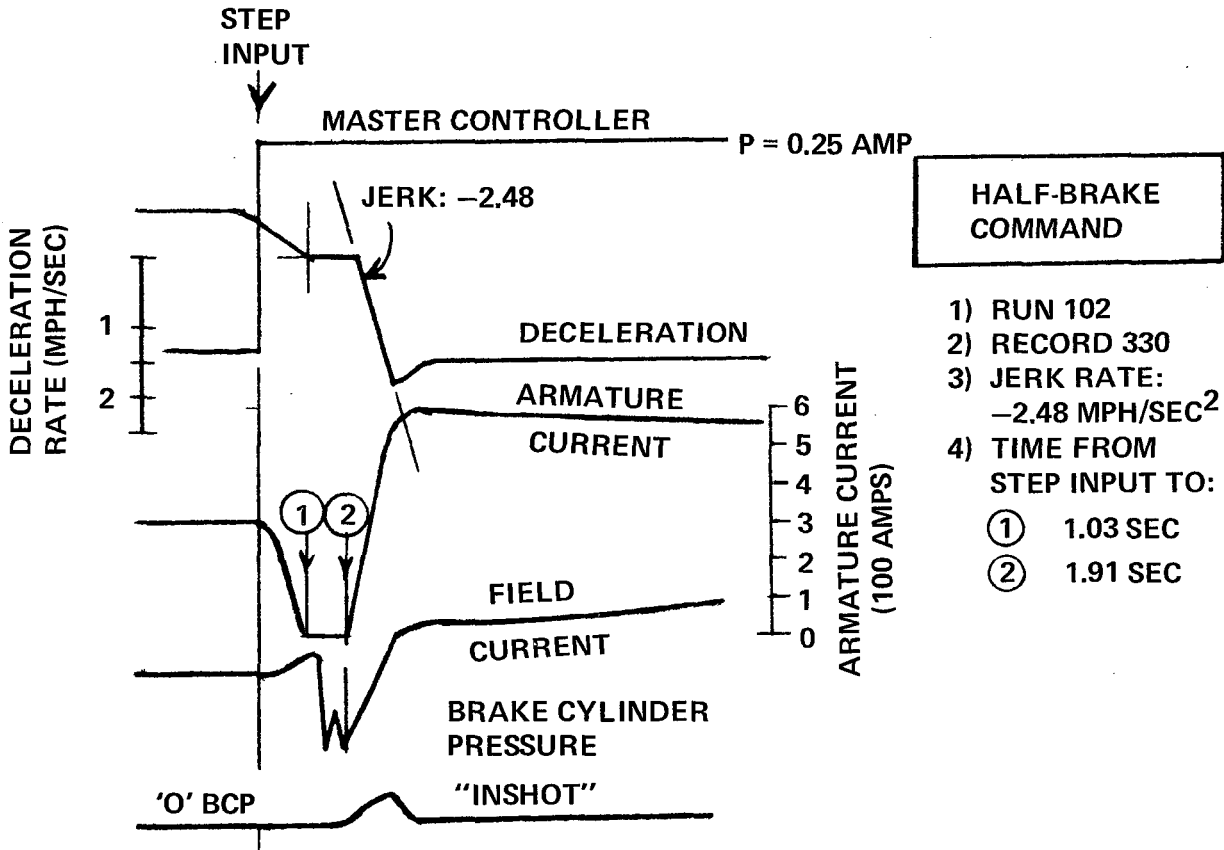 STEP
INPUT
MASTER CONTROLLER
P = 0.25 AMP
JERK: −2.48
HALF-BRAKE
COMMAND
DECELERATION
RATE (MPH/SEC)
1
2
DECELERATION
ARMATURE
CURRENT
6
5
4
3
2
1
0
ARMATURE CURRENT
(100 AMPS)
1) RUN 102
2) RECORD 330
3) JERK RATE:
−2.48 MPH/SEC²
4) TIME FROM
STEP INPUT TO:
① 1.03 SEC
② 1.91 SEC
①
②
FIELD
CURRENT
BRAKE CYLINDER
PRESSURE
'O' BCP
"INSHOT"